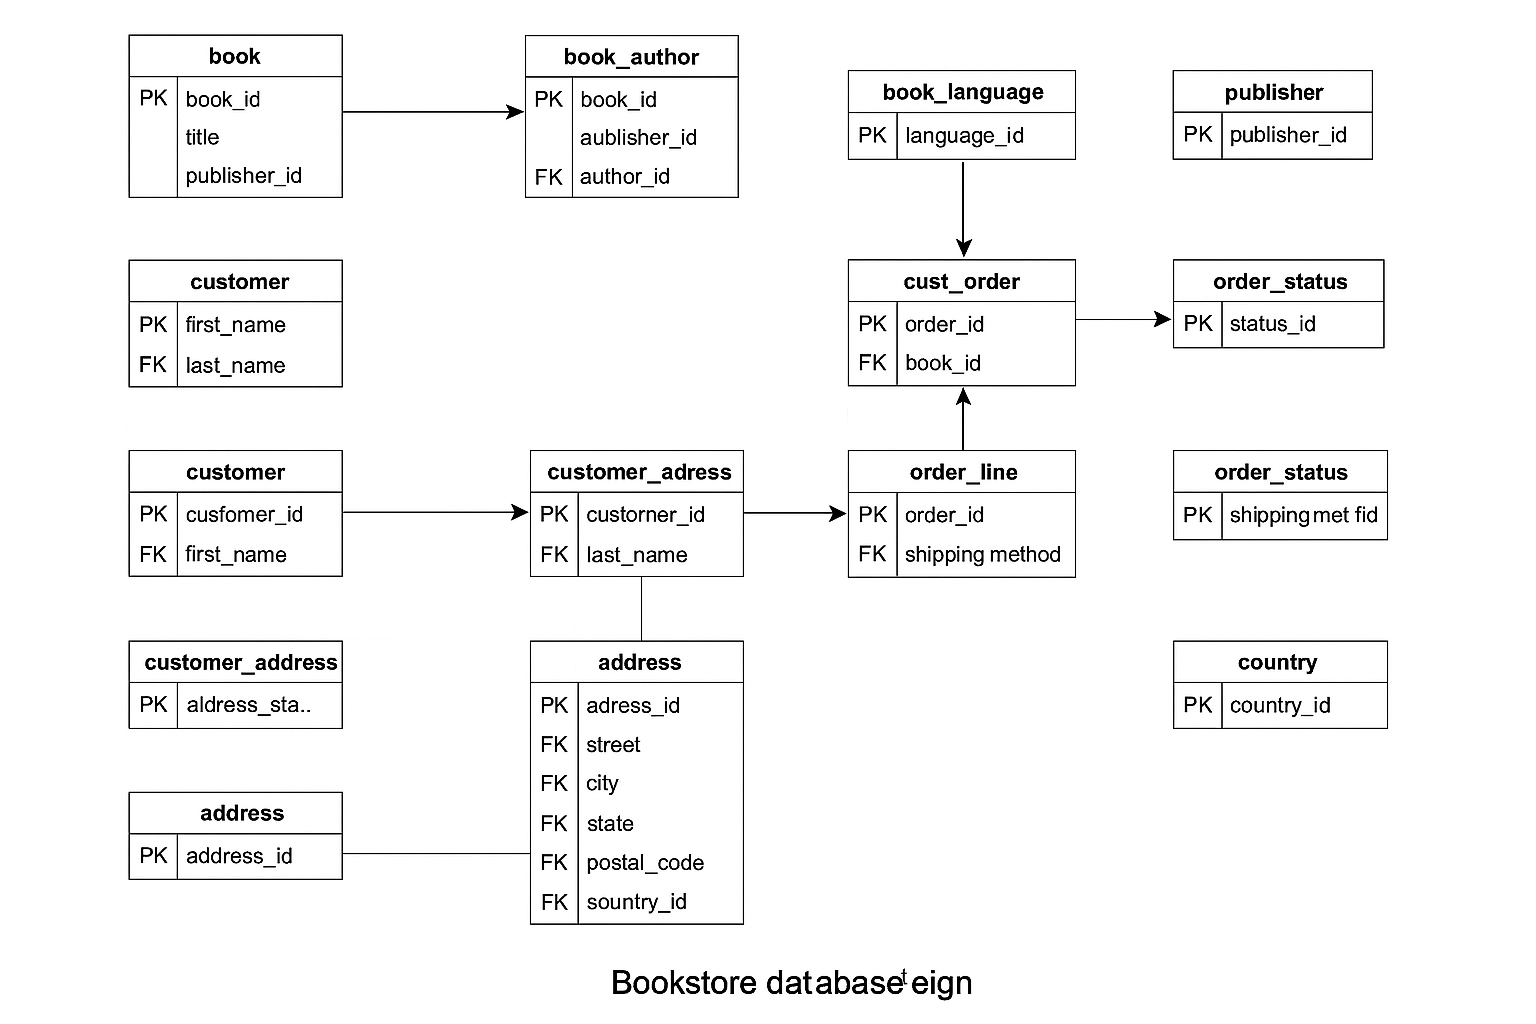 book
PK book_id
title
publisher_id
book_author
PK book_id
aublisher_id
FK author_id
book_language
PK language_id
publisher
PK publisher_id
customer
PK first_name
FK last_name
cust_order
PK order_id
FK book_id
order_status
PK status_id
customer
PK cusfomer_id
FK first_name
customer_adress
PK custorner_id
FK last_name
order_line
PK order_id
FK shipping method
order_status
PK shipping met fid
customer_address
PK aldress_sta..
address
PK adress_id
FK street
FK city
FK state
FK postal_code
FK sountry_id
country
PK country_id
address
PK address_id
Bookstore databaseᵗ eign